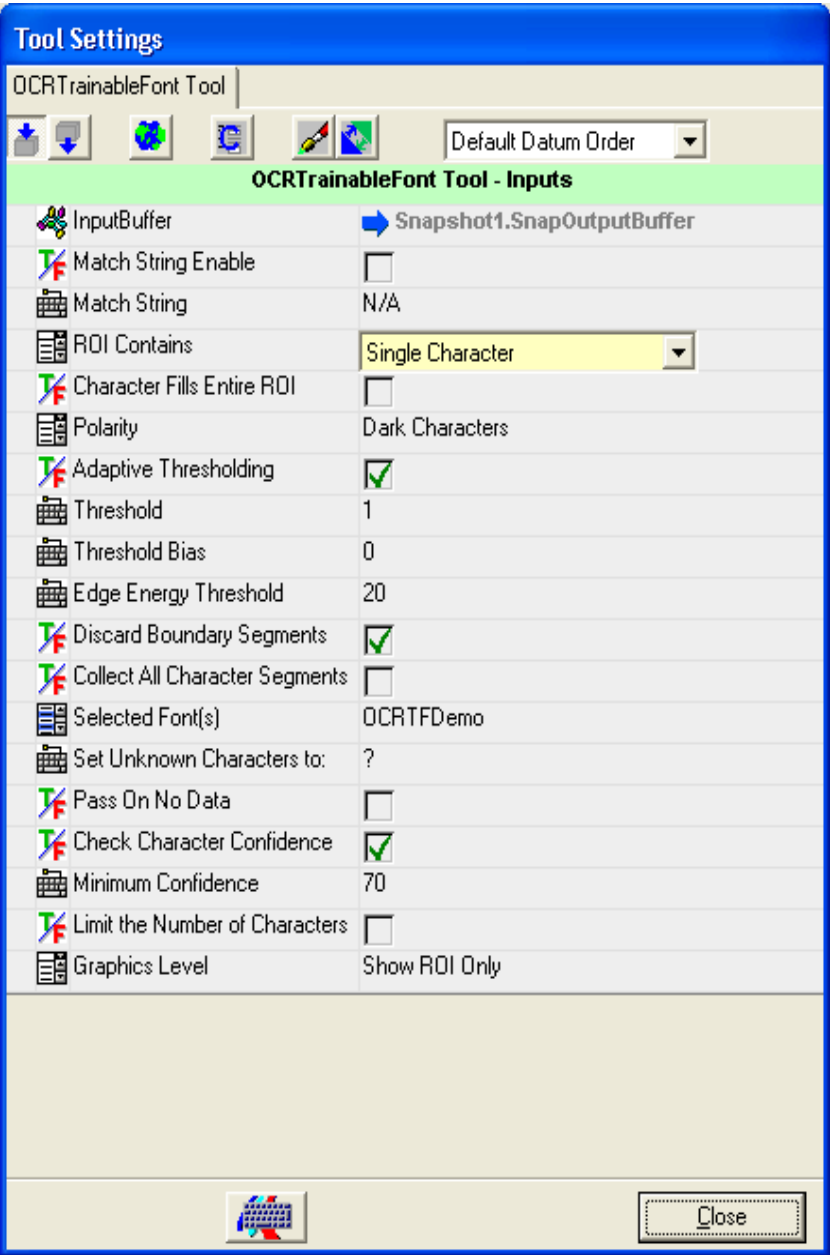 Tool Settings
OCRTrainableFont Tool
Default Datum Order
OCRTrainableFont Tool - Inputs
InputBuffer Snapshot1.SnapOutputBuffer
T/F Match String Enable
Match String N/A
ROI Contains Single Character
T/F Character Fills Entire ROI
Polarity Dark Characters
T/F Adaptive Thresholding
Threshold 1
Threshold Bias 0
Edge Energy Threshold 20
T/F Discard Boundary Segments
T/F Collect All Character Segments
Selected Font(s) OCRTFDemo
Set Unknown Characters to: ?
T/F Pass On No Data
T/F Check Character Confidence
Minimum Confidence 70
T/F Limit the Number of Characters
Graphics Level Show ROI Only
Close